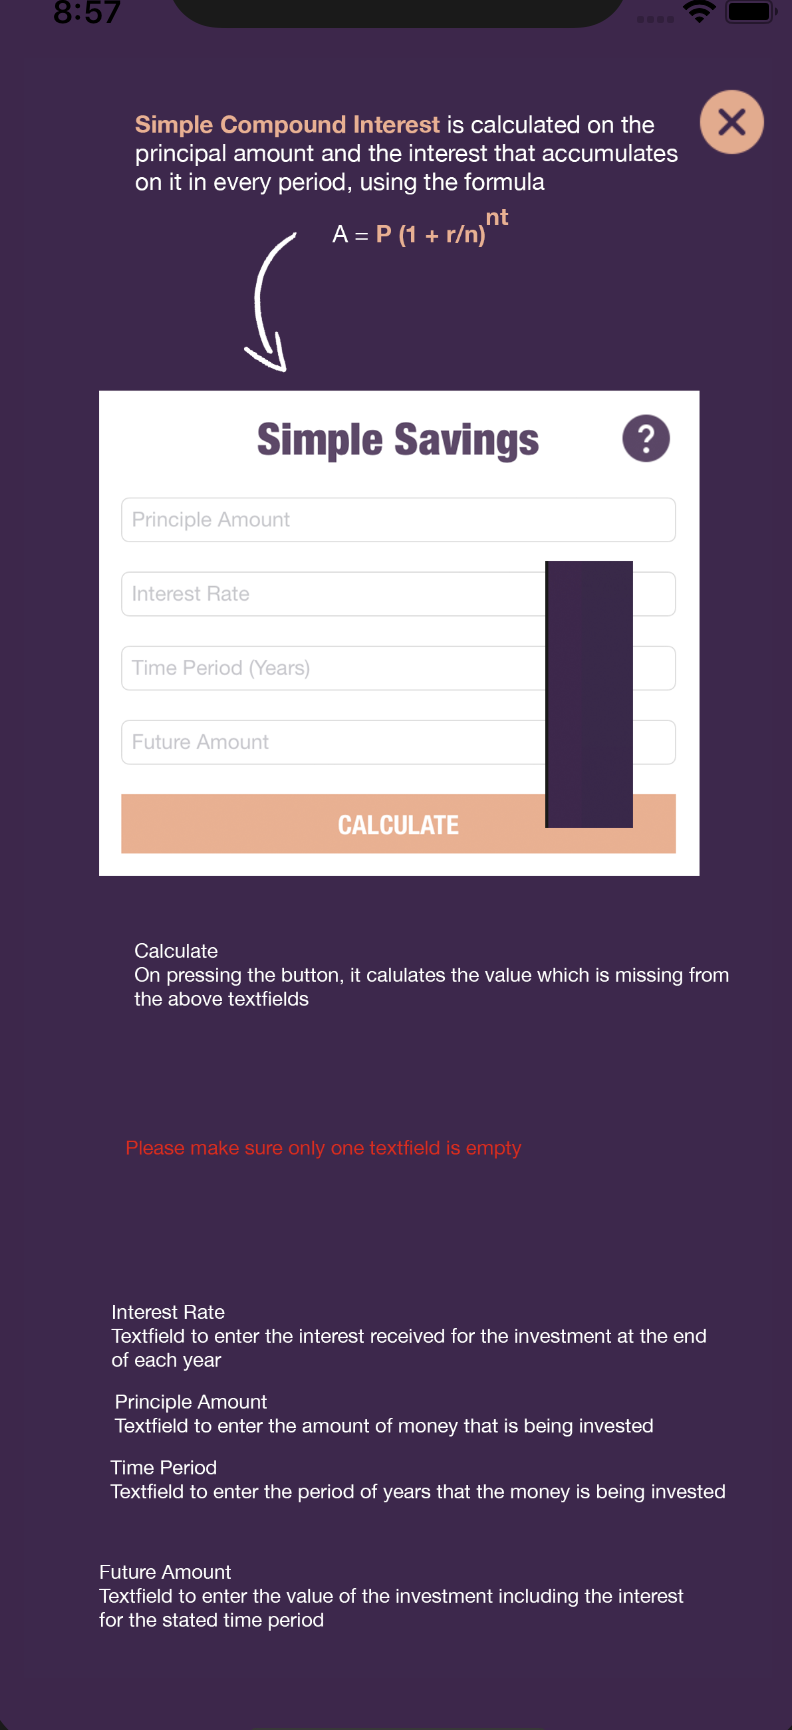 8:57
Simple Compound Interest is calculated on the
principal amount and the interest that accumulates
on it in every period, using the formula
A = P (1 + r/n)nt
Simple Savings
?
Principle Amount
Interest Rate
Time Period (Years)
Future Amount
CALCULATE
Calculate
On pressing the button, it calulates the value which is missing from
the above textfields
Please make sure only one textfield is empty
Interest Rate
Textfield to enter the interest received for the investment at the end
of each year
Principle Amount
Textfield to enter the amount of money that is being invested
Time Period
Textfield to enter the period of years that the money is being invested
Future Amount
Textfield to enter the value of the investment including the interest
for the stated time period